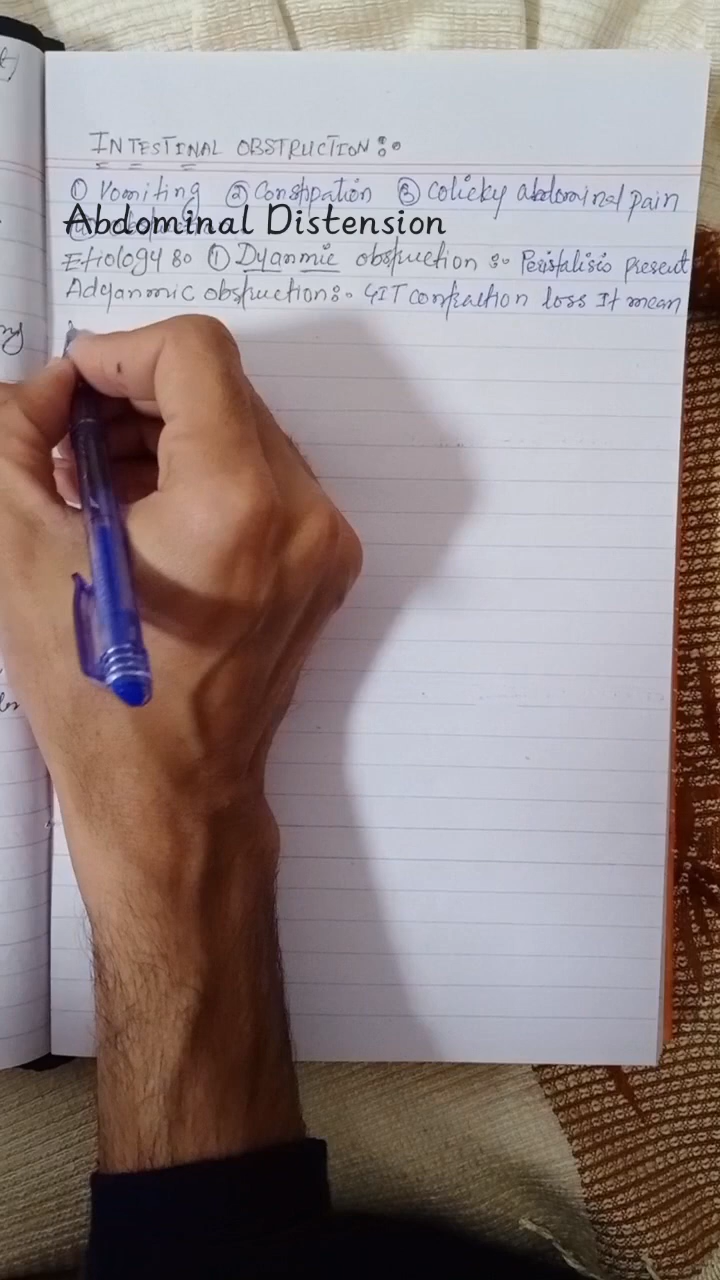 INTESTINAL OBSTRUCTION :-
① Vomiting ② Constipation ③ Colicky abdominal pain
Abdominal Distension
Etiology :- ① Dyanmic obstruction :- Peristalisis present
Adyanmic obstruction :- GIT contraction loss It mean